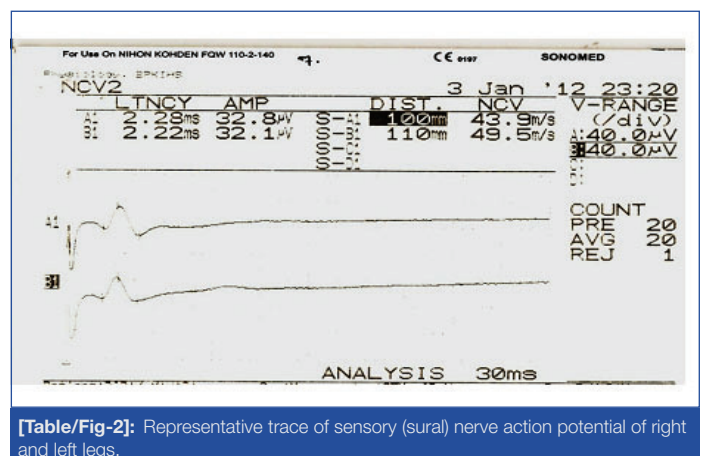 For Use On NIHON KOHDEN FQW 110-2-140 CE 0197 SONOMED
NCV2 3 Jan '12 23:20
LTNCY AMP DIST. NCV V-RANGE
(/div)
A1 2.28ms 32.8μV S-A1 100mm 43.9m/s A:40.0μV
B1 2.22ms 32.1μV S-B1 110mm 49.5m/s B:40.0μV
S-C1
S-D1
A1
B1
COUNT
PRE 20
AVG 20
REJ 1
ANALYSIS 30ms
[Table/Fig-2]: Representative trace of sensory (sural) nerve action potential of right
and left legs.